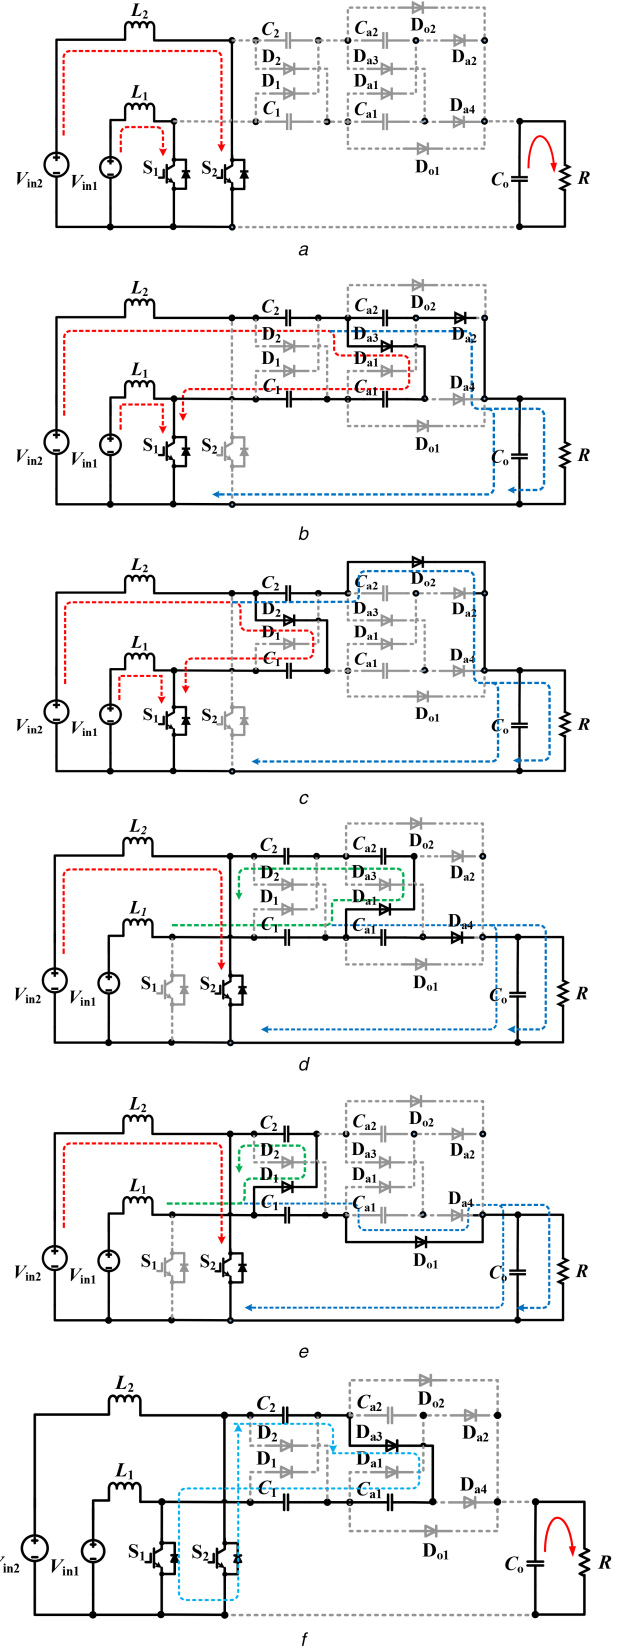 L2 C2 Ca2 Do2
D2 Da3 Da2
D1 Da1
L1 C1 Ca1 Da4
Vin2 Vin1 S1 S2 Do1 Co R
a
L2 C2 Ca2 Do2
D2 Da3 Da2
D1 Da1
L1 C1 Ca1 Da4
Vin2 Vin1 S1 S2 Do1 Co R
b
L2 C2 Ca2 Do2
D2 Da3 Da2
D1 Da1
L1 C1 Ca1 Da4
Vin2 Vin1 S1 S2 Do1 Co R
c
L2 C2 Ca2 Do2
D2 Da3 Da2
D1 Da1
L1 C1 Ca1 Da4
Vin2 Vin1 S1 S2 Do1 Co R
d
L2 C2 Ca2 Do2
D2 Da3 Da2
D1 Da1
L1 C1 Ca1 Da4
Vin2 Vin1 S1 S2 Do1 Co R
e
L2 C2 Ca2 Do2
D2 Da3 Da2
D1 Da1
L1 C1 Ca1 Da4
in2 Vin1 S1 S2 Do1 Co R
f